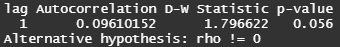 lag Autocorrelation D-W Statistic p-value
1 0.09610152 1.796622 0.056
Alternative hypothesis: rho != 0